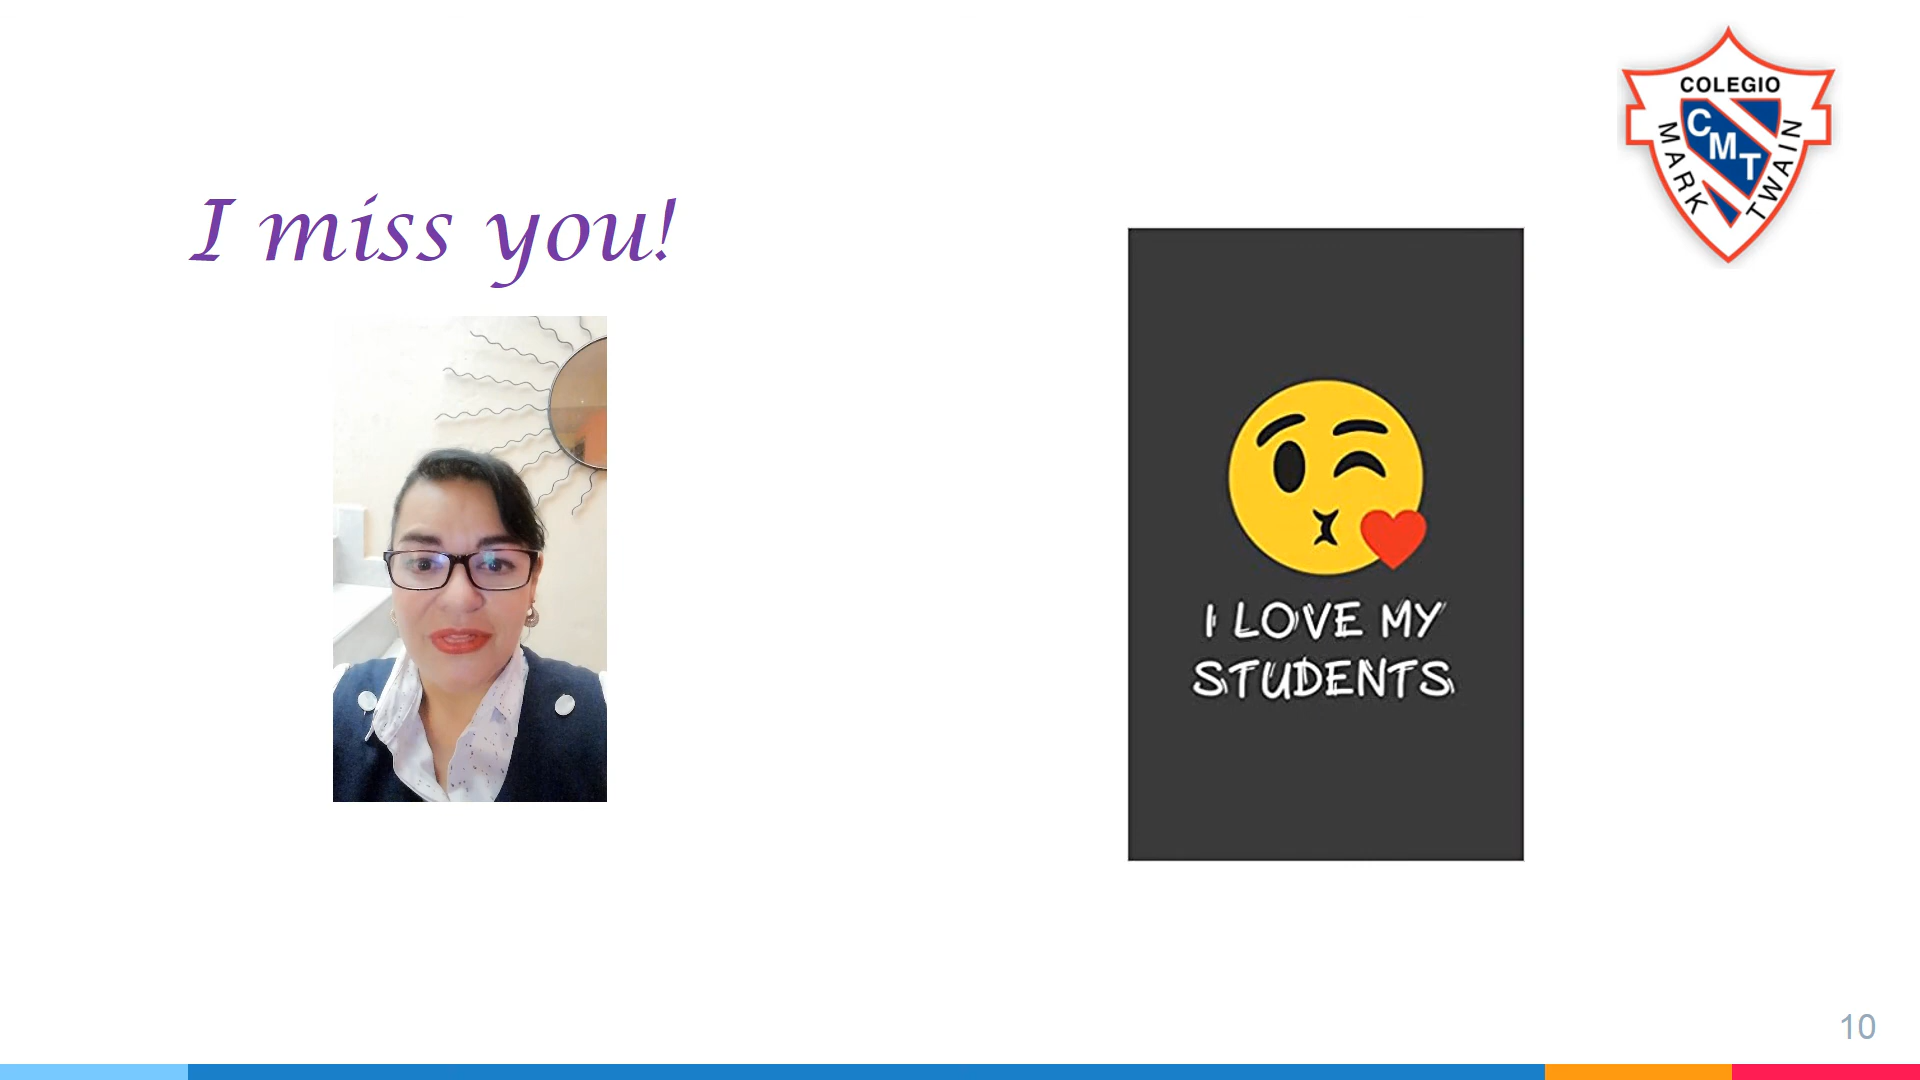 COLEGIO
CMT
MARK TWAIN
I miss you!
I LOVE MY
STUDENTS
10